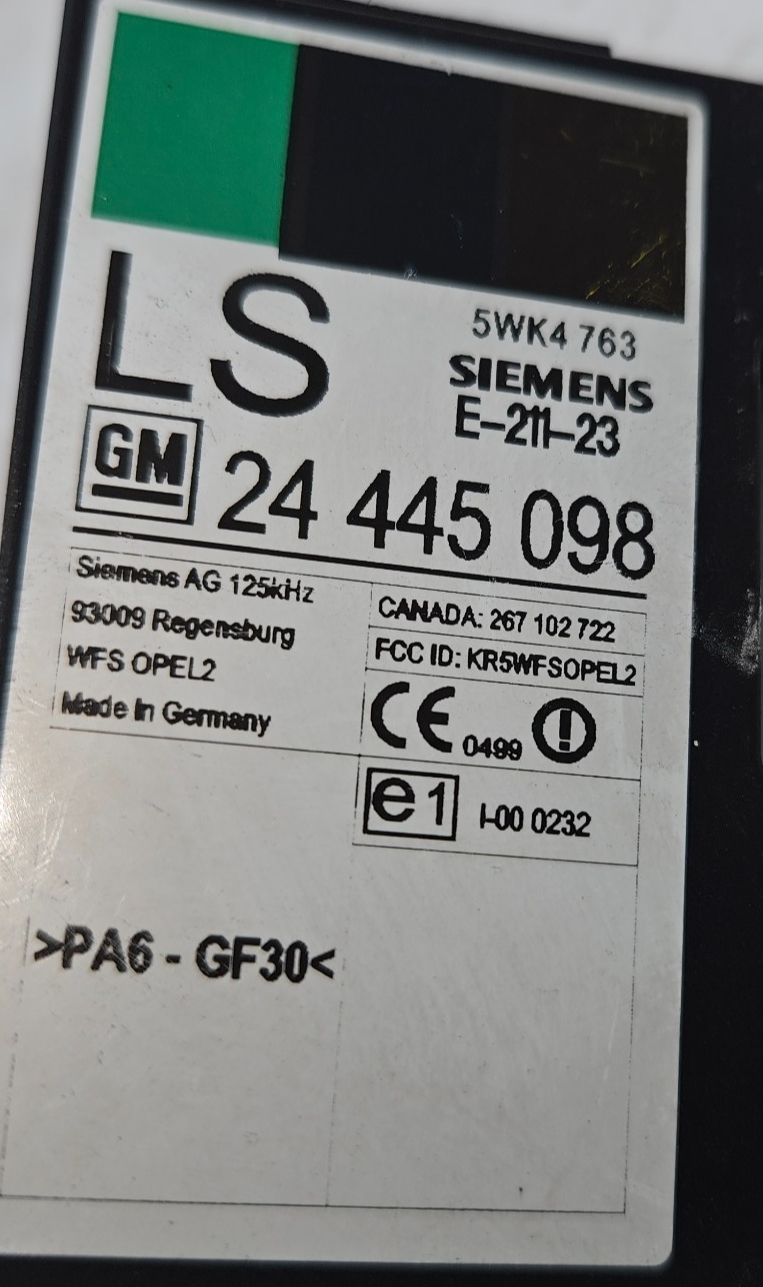 LS
5WK4 763
SIEMENS
E-211-23
GM
24 445 098
Siemens AG 125kHz
93009 Regensburg
WFS OPEL2
Made In Germany
CANADA: 267 102 722
FCC ID: KR5WFSOPEL2
CE 0499
e1 I-00 0232
>PA6 - GF30<